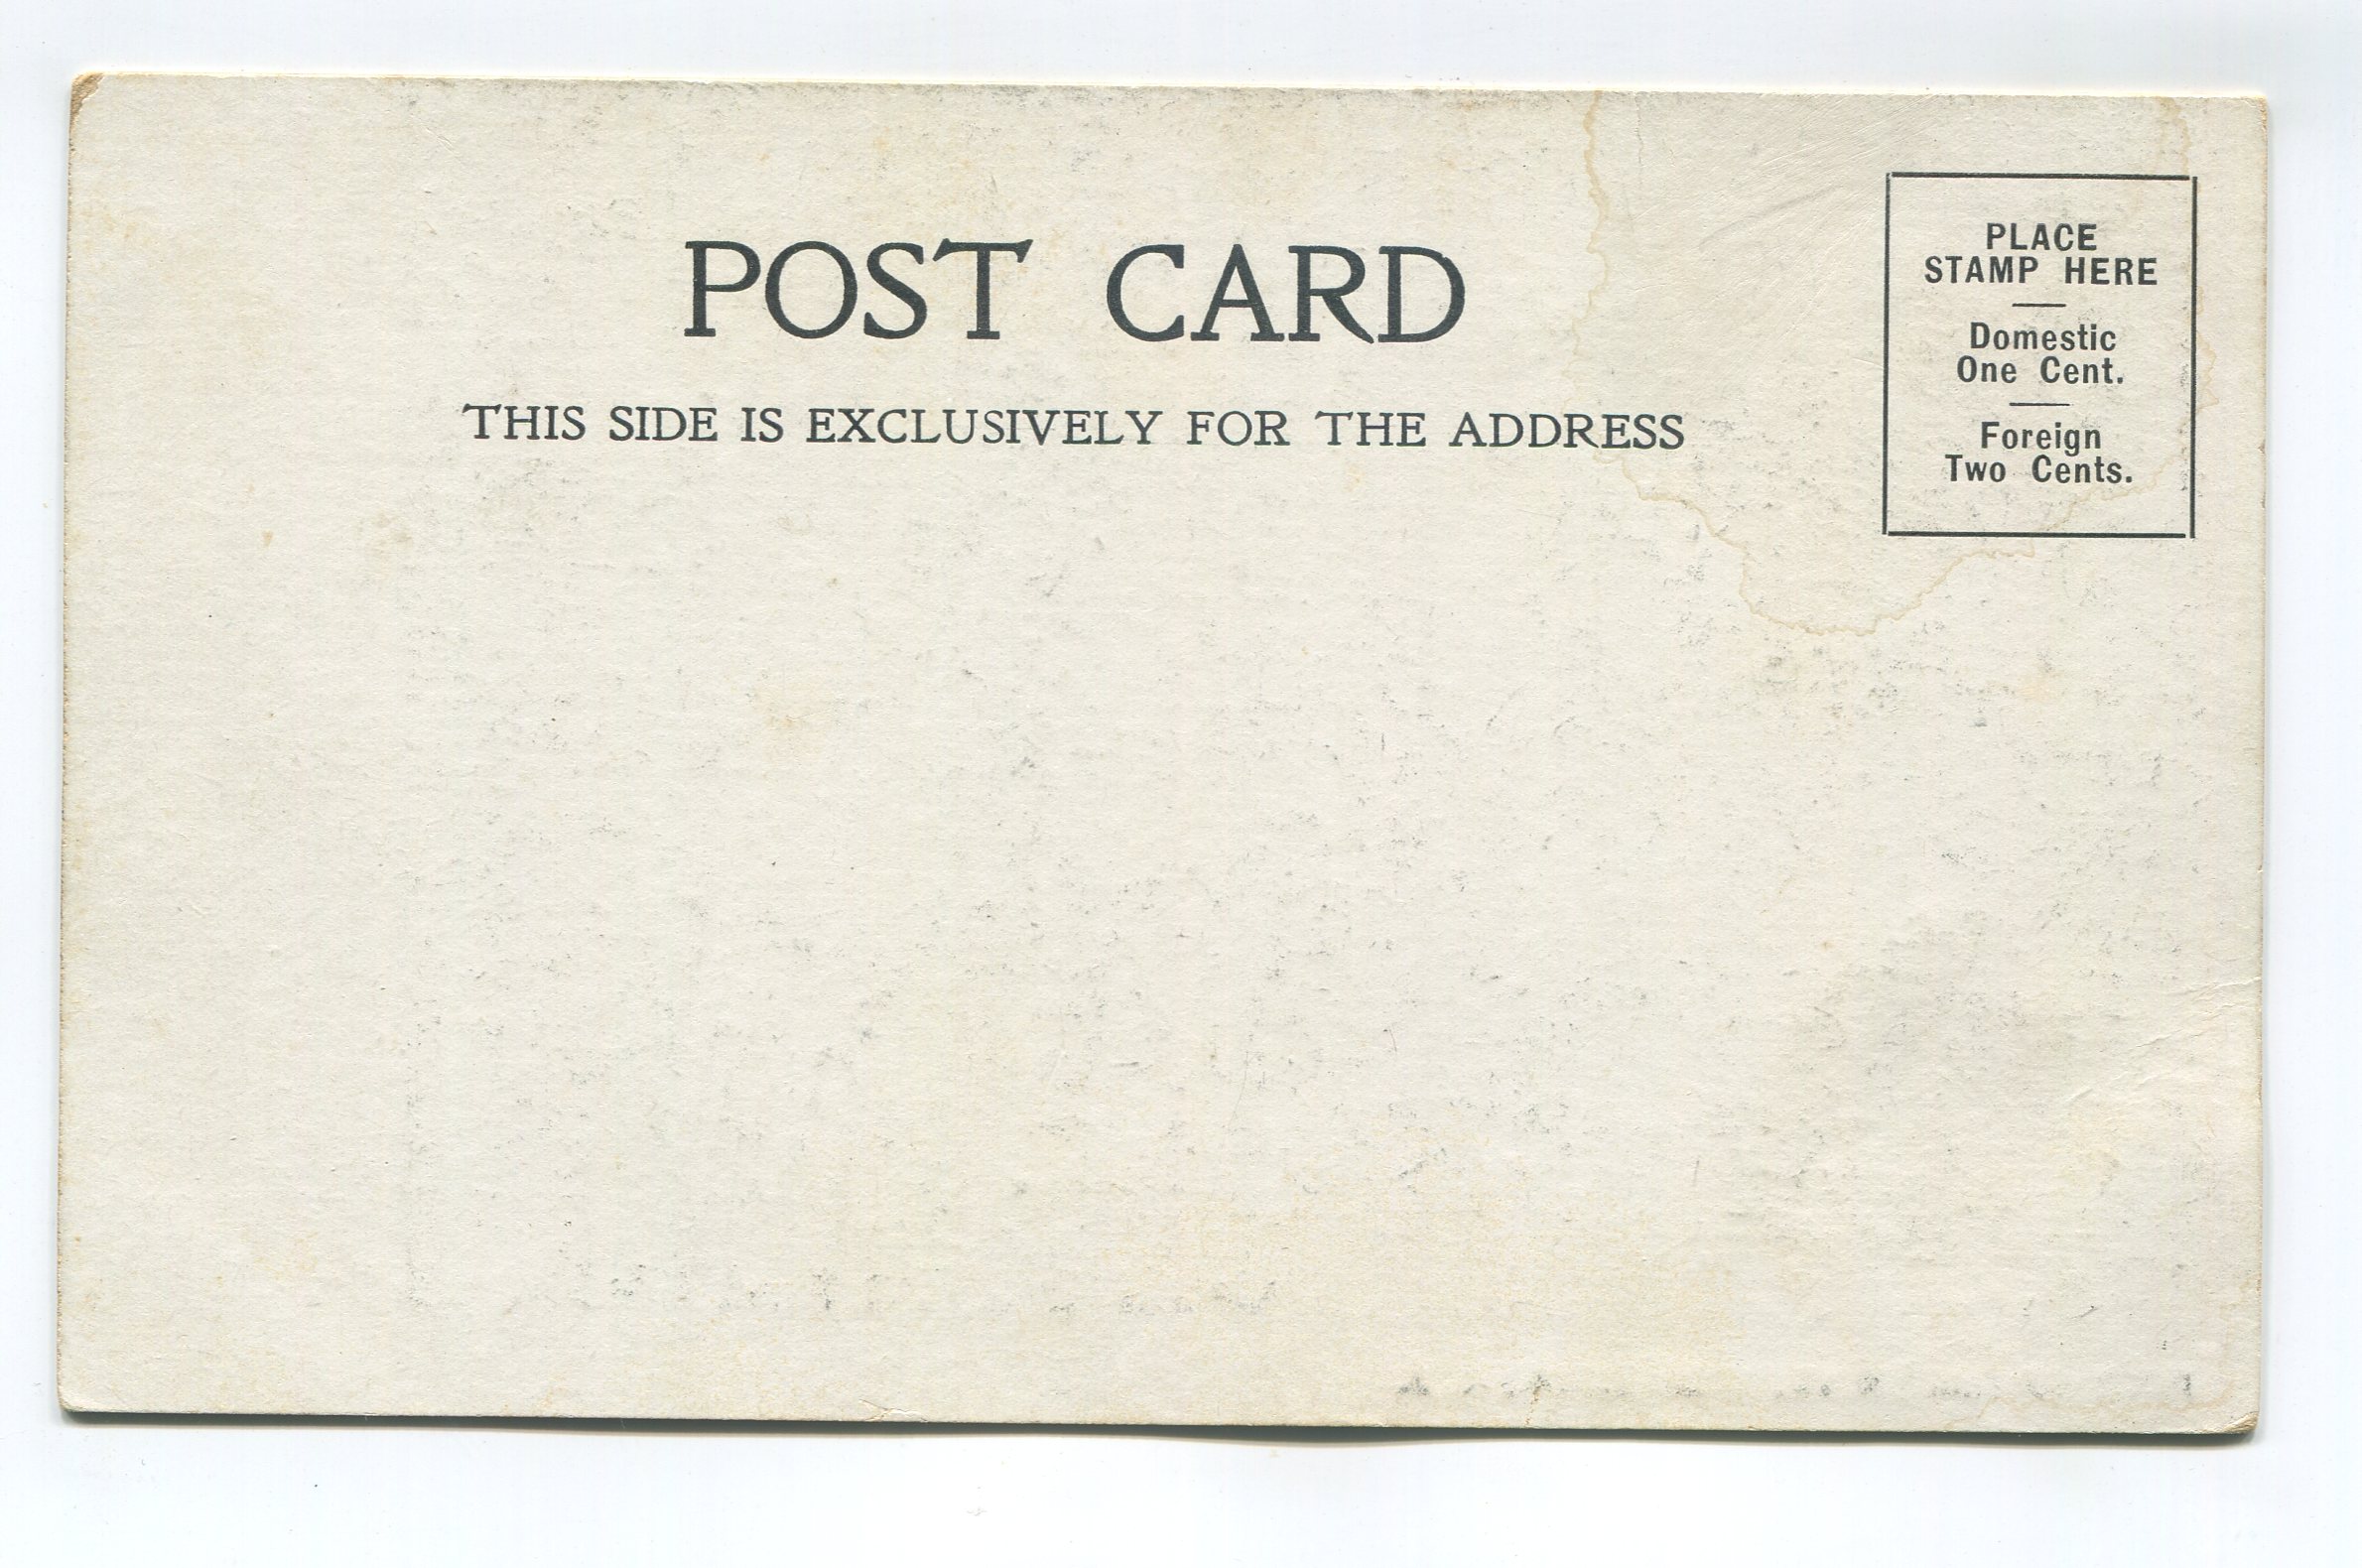 POST CARD
THIS SIDE IS EXCLUSIVELY FOR THE ADDRESS
PLACE
STAMP HERE
Domestic
One Cent.
Foreign
Two Cents.